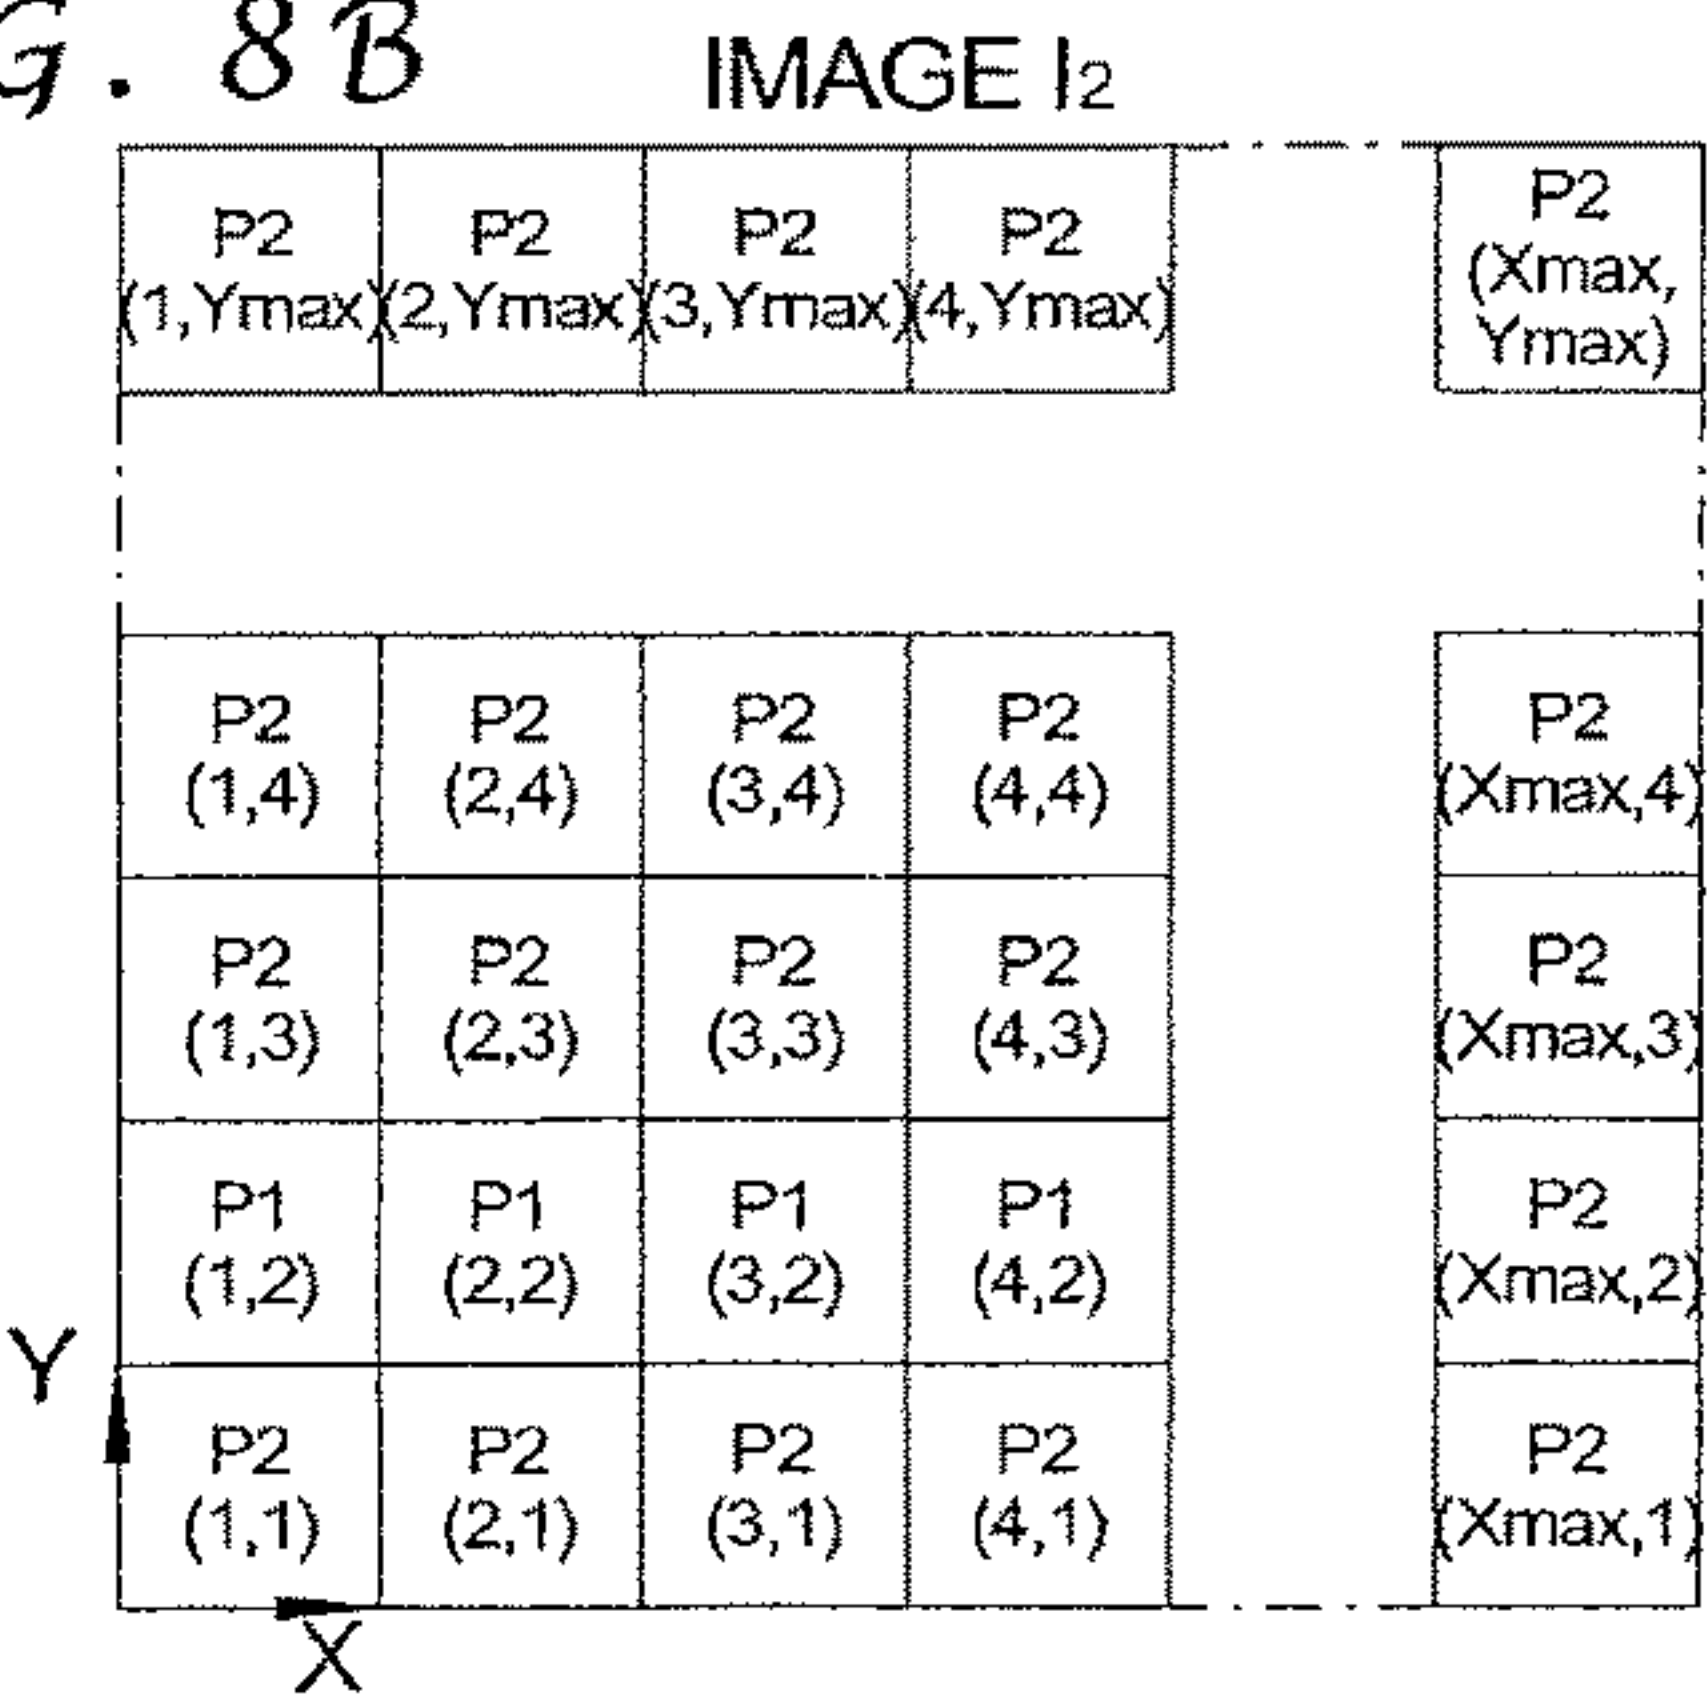 G. 8B
IMAGE I2
P2 P2 P2 P2 P2
(1,Ymax) (2,Ymax) (3,Ymax) (4,Ymax) (Xmax,
Ymax)
P2 P2 P2 P2 P2
(1,4) (2,4) (3,4) (4,4) (Xmax,4)
P2 P2 P2 P2 P2
(1,3) (2,3) (3,3) (4,3) (Xmax,3)
P1 P1 P1 P1 P2
(1,2) (2,2) (3,2) (4,2) (Xmax,2)
Y
P2 P2 P2 P2 P2
(1,1) (2,1) (3,1) (4,1) (Xmax,1)
X